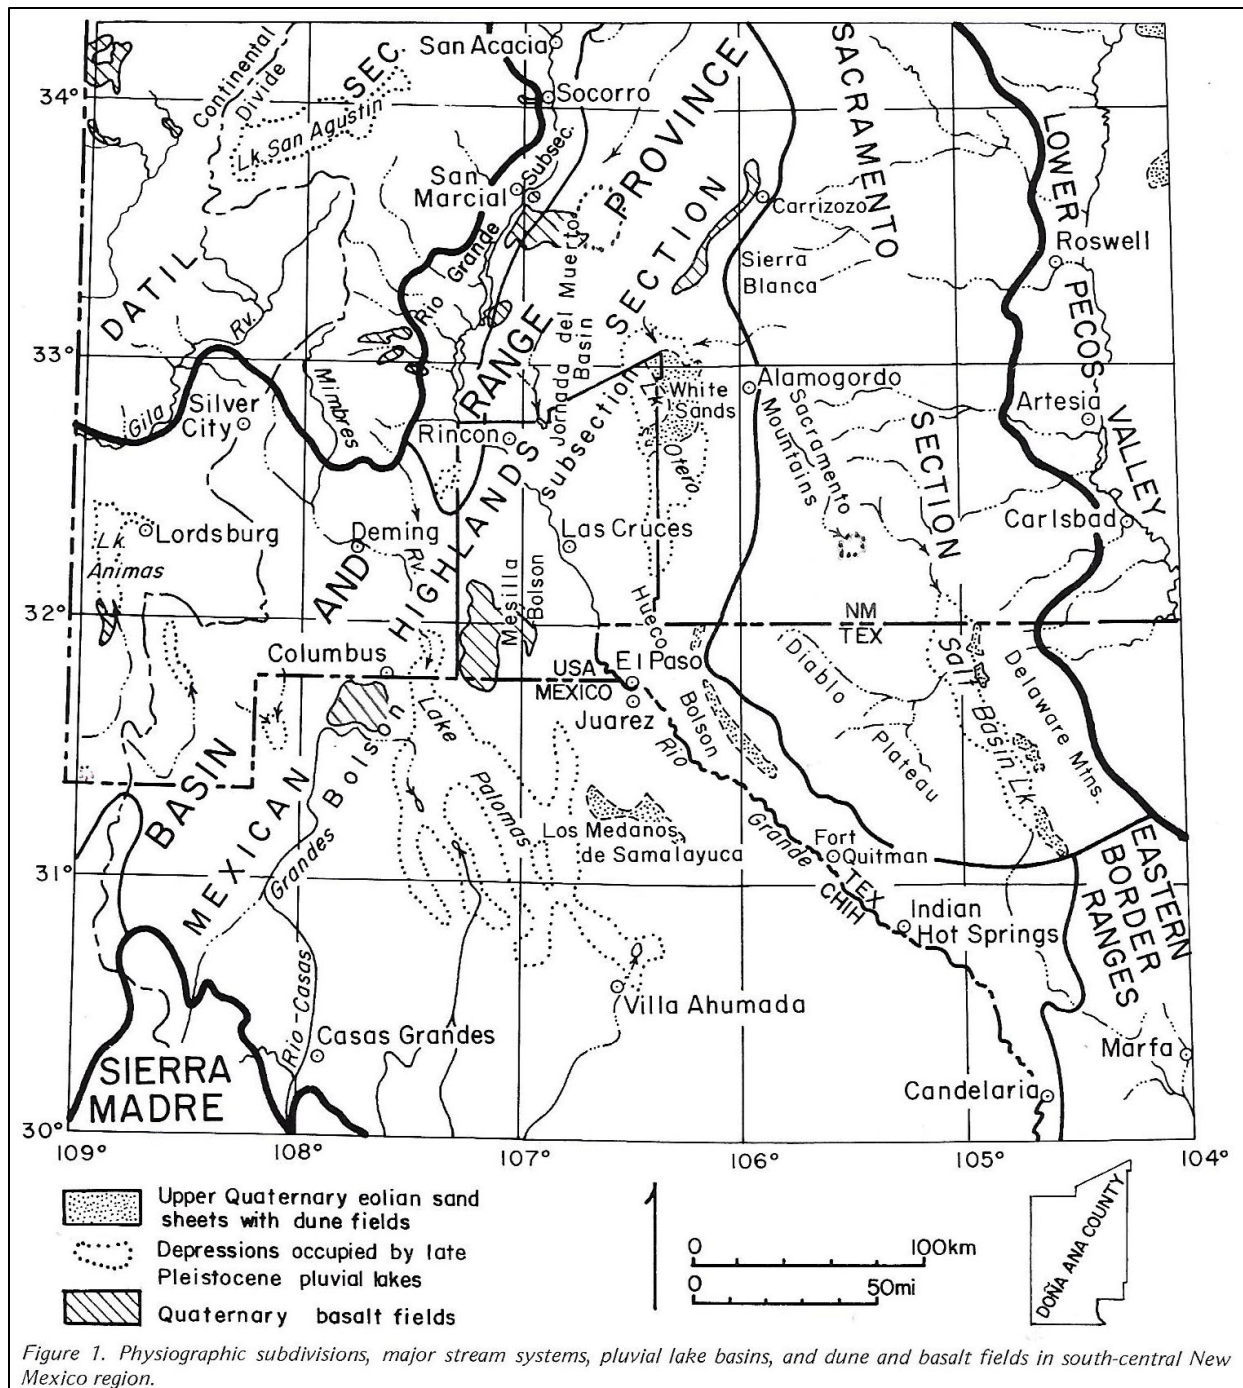 San Acacia
Continental
Divide
SEC.
34°
Socorro
Lk. San Agustin
Subsec.
PROVINCE
SACRAMENTO
LOWER
San
Marcial
Carrizozo
Roswell
DATIL
Rio Grande
Jornada del Muerto
Basin
SECTION
Sierra
Blanca
PECOS
Rv.
33°
RANGE
White
Sands
Alamogordo
Artesia
Gila
Silver
City
Mimbres
Rincon
subsection
Lk.
Otero
Sacramento
Mountains
SECTION
VALLEY
Lordsburg
Deming
Las Cruces
Carlsbad
Lk.
Animas
Rv.
AND
HIGHLANDS
Mesilla
Bolson
32°
Hueco
NM
TEX
Columbus
USA
MEXICO
El Paso
Juarez
Bolson
Diablo
Plateau
Salt Basin Lk.
Delaware Mtns.
BASIN
MEXICAN
Bolson
Lake
Palomas
Rio
Grande
Los Medanos
de Samalayuca
Grandes
Fort
Quitman
31°
TEX
CHIH
EASTERN
BORDER
RANGES
Indian
Hot Springs
Villa Ahumada
Rio-Casas
Casas Grandes
Marfa
SIERRA
MADRE
Candelaria
30°
109°
108°
107°
106°
105°
104°
Upper Quaternary eolian sand
sheets with dune fields
Depressions occupied by late
Pleistocene pluvial lakes
Quaternary basalt fields
0
100km
0
50mi
DOÑA ANA COUNTY
Figure 1. Physiographic subdivisions, major stream systems, pluvial lake basins, and dune and basalt fields in south-central New
Mexico region.